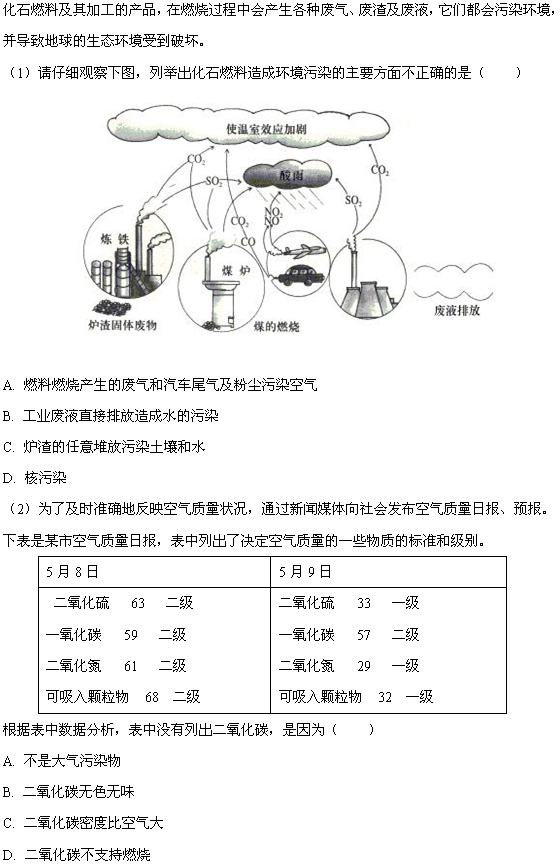 化石燃料及其加工的产品，在燃烧过程中会产生各种废气、废渣及废液，它们都会污染环境，
并导致地球的生态环境受到破坏。
（1）请仔细观察下图，列举出化石燃料造成环境污染的主要方面不正确的是（　　）
使温室效应加剧
CO₂
SO₂
酸雨
CO₂
NO₂
NO
SO₂
CO₂
CO
炼铁
煤炉
炉渣固体废物
煤的燃烧
废液排放
A. 燃料燃烧产生的废气和汽车尾气及粉尘污染空气
B. 工业废液直接排放造成水的污染
C. 炉渣的任意堆放污染土壤和水
D. 核污染
（2）为了及时准确地反映空气质量状况，通过新闻媒体向社会发布空气质量日报、预报。
下表是某市空气质量日报，表中列出了决定空气质量的一些物质的标准和级别。
5月8日 5月9日
二氧化硫 63 二级 二氧化硫 33 一级
一氧化碳 59 二级 一氧化碳 57 二级
二氧化氮 61 二级 二氧化氮 29 一级
可吸入颗粒物 68 二级 可吸入颗粒物 32 一级
根据表中数据分析，表中没有列出二氧化碳，是因为（　　）
A. 不是大气污染物
B. 二氧化碳无色无味
C. 二氧化碳密度比空气大
D. 二氧化碳不支持燃烧